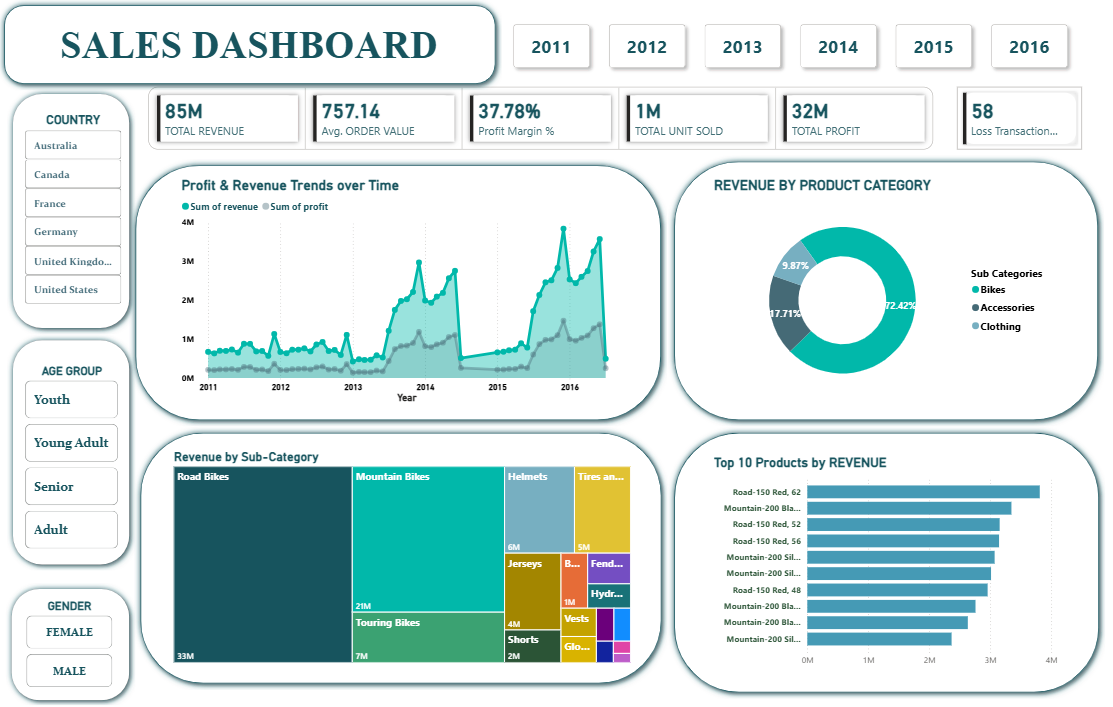 SALES DASHBOARD
2011
2012
2013
2014
2015
2016
85M
TOTAL REVENUE
757.14
Avg. ORDER VALUE
37.78%
Profit Margin %
1M
TOTAL UNIT SOLD
32M
TOTAL PROFIT
58
Loss Transaction...
COUNTRY
Australia
Canada
France
Germany
United Kingdo...
United States
AGE GROUP
Youth
Young Adult
Senior
Adult
GENDER
FEMALE
MALE
Profit & Revenue Trends over Time
Sum of revenue Sum of profit
4M
3M
2M
1M
0M
2011 2012 2013 2014 2015 2016
Year
REVENUE BY PRODUCT CATEGORY
9.87%
17.71%
72.42%
Sub Categories
Bikes
Accessories
Clothing
Revenue by Sub-Category
Road Bikes
33M
Mountain Bikes
21M
Touring Bikes
7M
Helmets
6M
Tires an...
5M
Jerseys
4M
Shorts
2M
B...
1M
Fend...
Hydr...
Vests
Glo...
Top 10 Products by REVENUE
Road-150 Red, 62
Mountain-200 Bla...
Road-150 Red, 52
Road-150 Red, 56
Mountain-200 Sil...
Mountain-200 Sil...
Road-150 Red, 48
Mountain-200 Bla...
Mountain-200 Bla...
Mountain-200 Sil...
0M 1M 2M 3M 4M